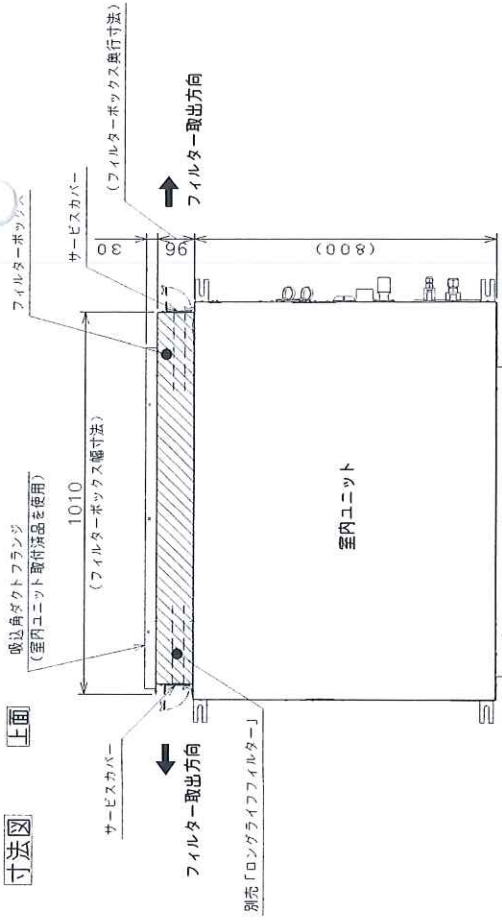 寸法図
上面
吸込角ダクトフランジ
(室内ユニット取付済品を使用)
フィルターボックス
サービスカバー
(フィルターボックス奥行寸法)
1010
(フィルターボックス幅寸法)
30
96
(800)
サービスカバー
フィルター取出方向
フィルター取出方向
別売「ロングライフフィルター」
室内ユニット